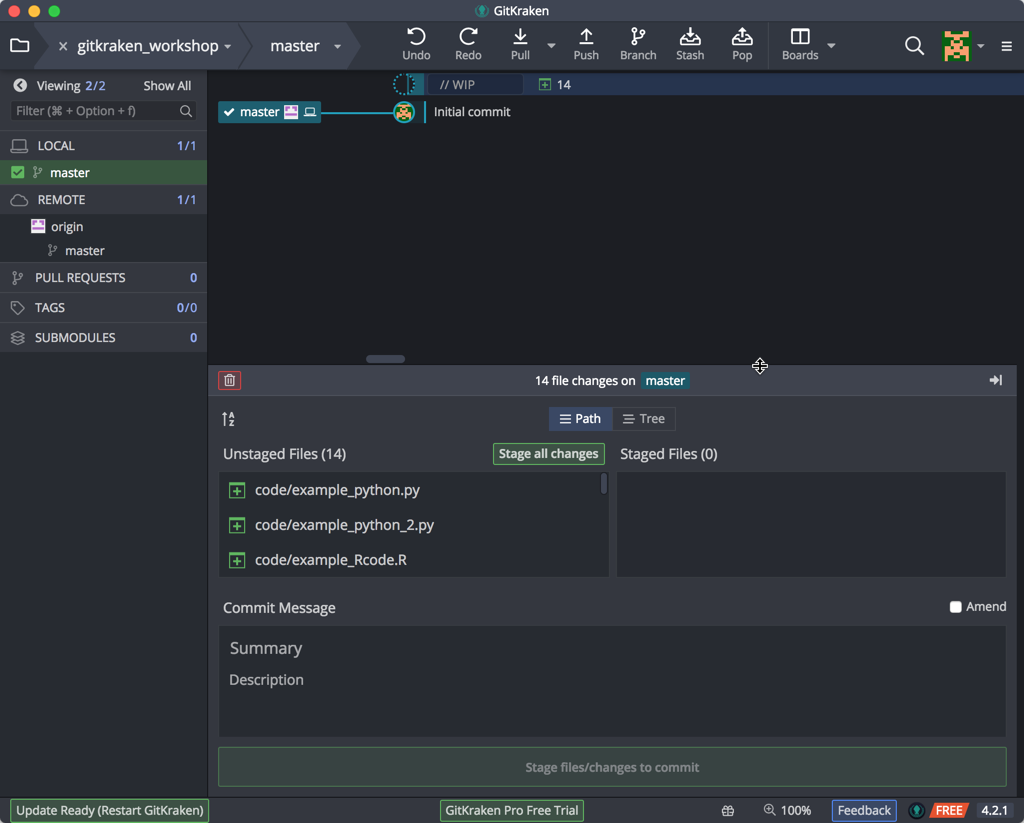 GitKraken
gitkraken_workshop
master
Undo
Redo
Pull
Push
Branch
Stash
Pop
Boards
Viewing 2/2
Show All
Filter (⌘ + Option + f)
// WIP
14
master
Initial commit
LOCAL 1/1
master
REMOTE 1/1
origin
master
PULL REQUESTS 0
TAGS 0/0
SUBMODULES 0
14 file changes on master
A
Z
Path
Tree
Unstaged Files (14)
Stage all changes
Staged Files (0)
code/example_python.py
code/example_python_2.py
code/example_Rcode.R
Commit Message
Amend
Summary
Description
Stage files/changes to commit
Update Ready (Restart GitKraken)
GitKraken Pro Free Trial
100%
Feedback
FREE
4.2.1